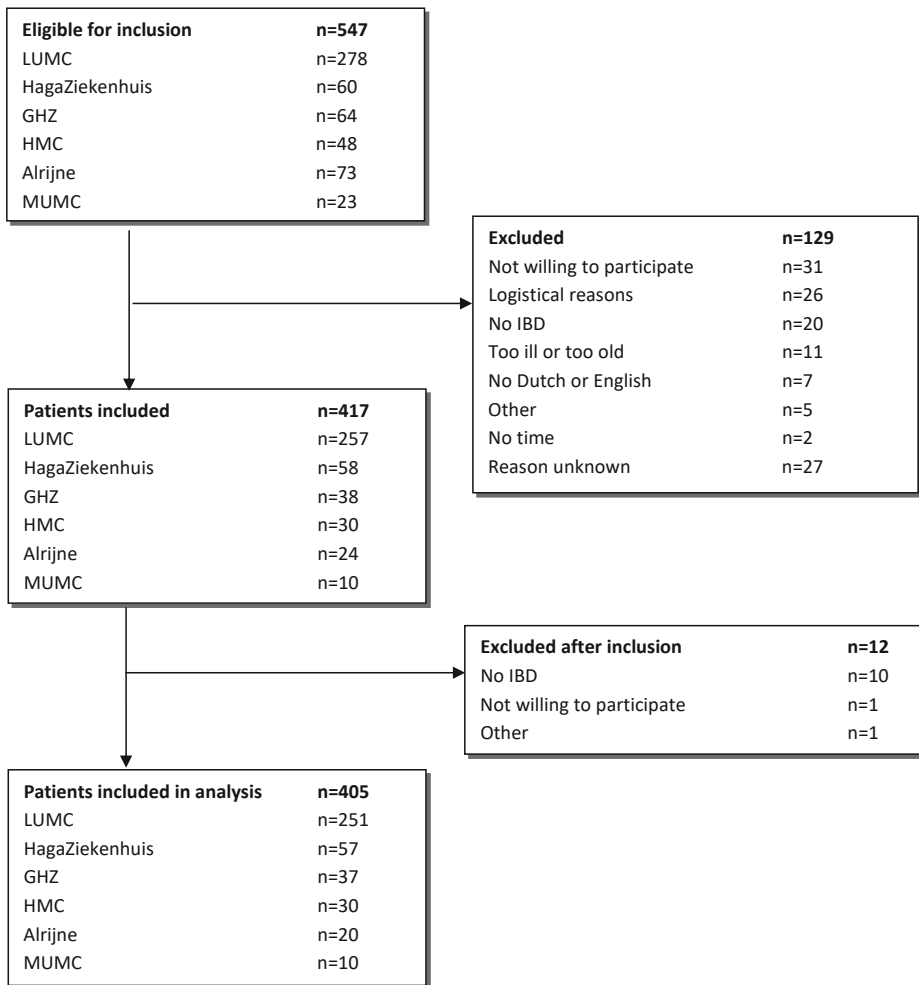 Eligible for inclusion n=547
LUMC n=278
HagaZiekenhuis n=60
GHZ n=64
HMC n=48
Alrijne n=73
MUMC n=23
Excluded n=129
Not willing to participate n=31
Logistical reasons n=26
No IBD n=20
Too ill or too old n=11
No Dutch or English n=7
Other n=5
No time n=2
Reason unknown n=27
Patients included n=417
LUMC n=257
HagaZiekenhuis n=58
GHZ n=38
HMC n=30
Alrijne n=24
MUMC n=10
Excluded after inclusion n=12
No IBD n=10
Not willing to participate n=1
Other n=1
Patients included in analysis n=405
LUMC n=251
HagaZiekenhuis n=57
GHZ n=37
HMC n=30
Alrijne n=20
MUMC n=10